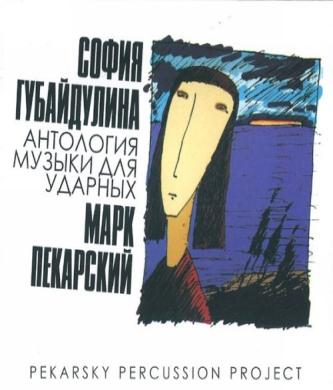 СОФИЯ
ГУБАЙДУЛИНА
АНТОЛОГИЯ
МУЗЫКИ ДЛЯ
УДАРНЫХ
МАРК
ПЕКАРСКИЙ
PEKARSKY PERCUSSION PROJECT